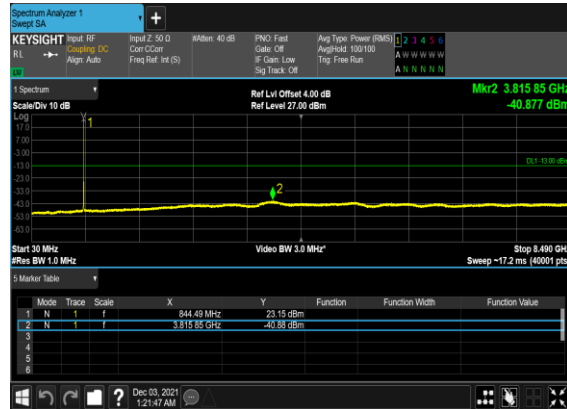 Spectrum Analyzer 1
Swept SA
+
KEYSIGHT Input: RF Input Z: 50 Ω #Atten: 40 dB PNO: Fast Avg Type: Power (RMS) 1 2 3 4 5 6
RL Coupling: DC Corr CCorr Gate: Off Avg|Hold: 100/100 A W W W W W
Align: Auto Freq Ref: Int (S) IF Gain: Low Trig: Free Run
Sig Track: Off A N N N N N
1 Spectrum Ref Lvl Offset 4.00 dB Mkr2 3.815 85 GHz
Scale/Div 10 dB Ref Level 27.00 dBm -40.877 dBm
Log
17.0
7.00
-3.00
-13.0
-23.0
-33.0
-43.0
-53.0
-63.0
1
DL1 -13.00 dBm
2
Start 30 MHz Video BW 3.0 MHz* Stop 8.490 GHz
#Res BW 1.0 MHz Sweep ~17.2 ms (40001 pts)
5 Marker Table
Mode Trace Scale X Y Function Function Width Function Value
1 N 1 f 844.49 MHz 23.15 dBm
2 N 1 f 3.815 85 GHz -40.88 dBm
3
4
5
6
? Dec 03, 2021
1:21:47 AM